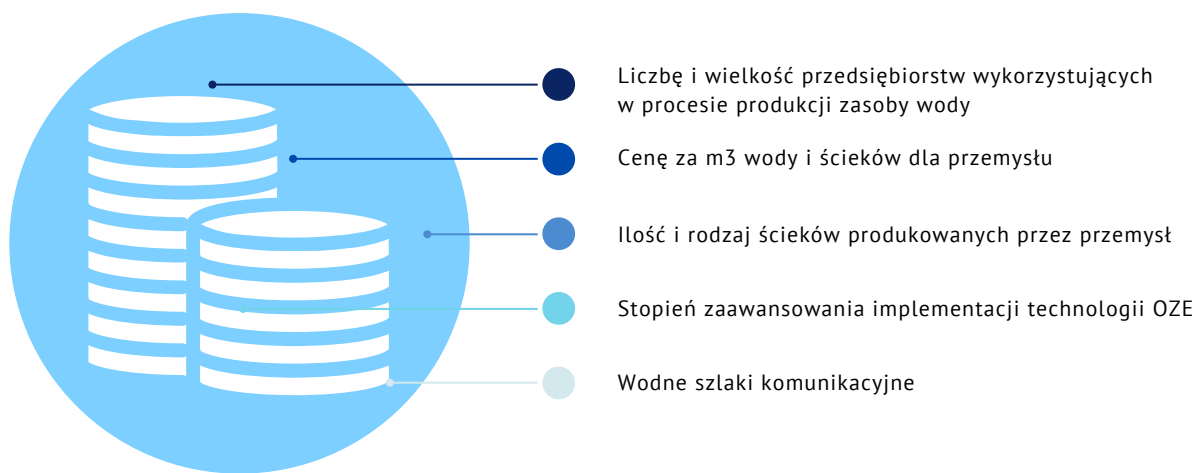 Liczbę i wielkość przedsiębiorstw wykorzystujących
w procesie produkcji zasoby wody
Cenę za m3 wody i ścieków dla przemysłu
Ilość i rodzaj ścieków produkowanych przez przemysł
Stopień zaawansowania implementacji technologii OZE
Wodne szlaki komunikacyjne